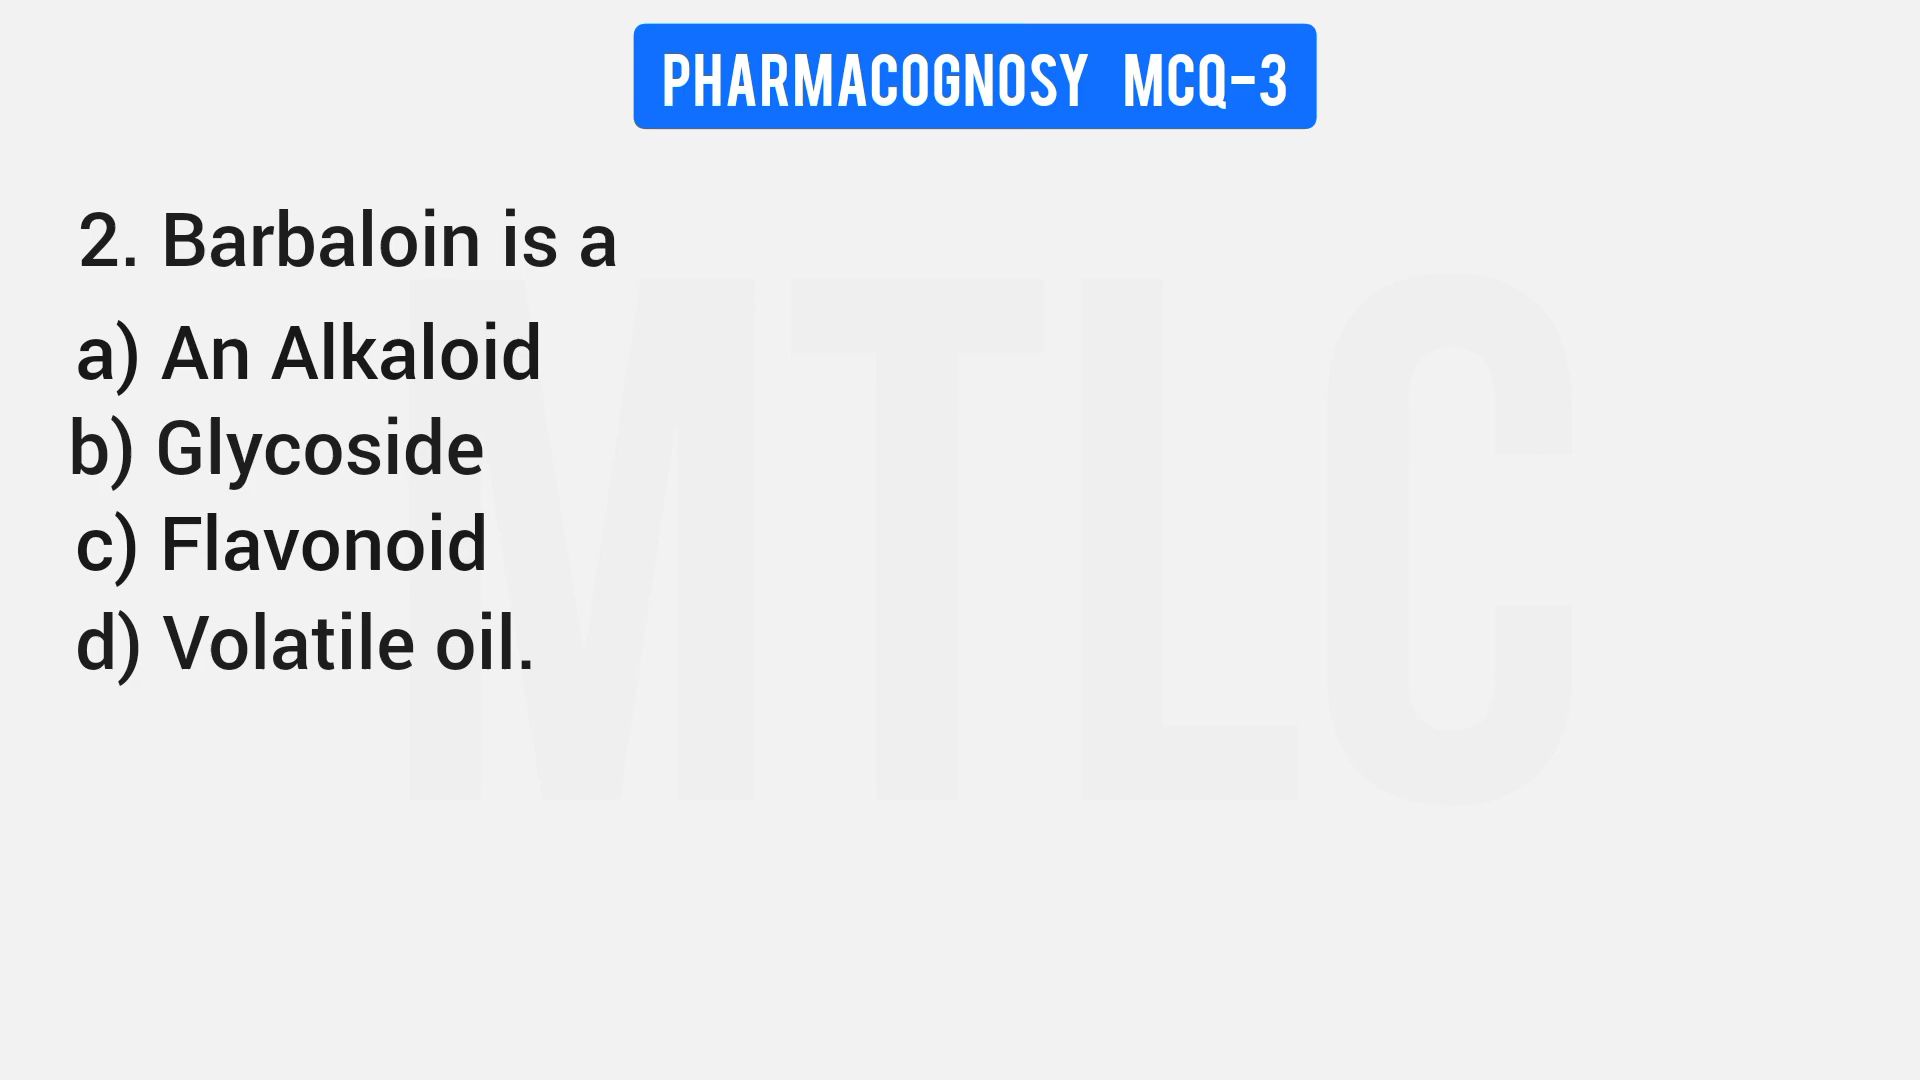 PHARMACOGNOSY MCQ-3
2. Barbaloin is a
a) An Alkaloid
b) Glycoside
c) Flavonoid
d) Volatile oil.
MTLC